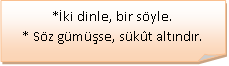 *İki dinle, bir söyle.
* Söz gümüşse, sükût altındır.